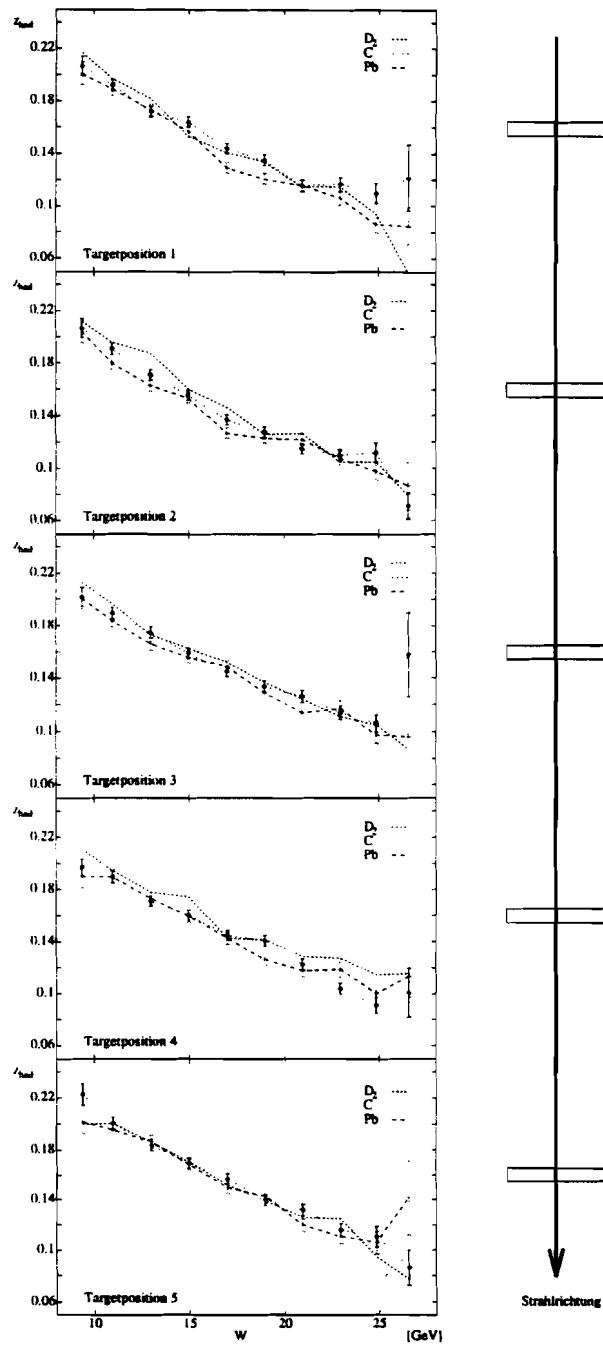 z_had
0.22
0.18
0.14
0.1
0.06
D₂
C
Pb
Targetposition 1
z_had
0.22
0.18
0.14
0.1
0.06
D₂
C
Pb
Targetposition 2
z_had
0.22
0.18
0.14
0.1
0.06
D₂
C
Pb
Targetposition 3
z_had
0.22
0.18
0.14
0.1
0.06
D₂
C
Pb
Targetposition 4
z_had
0.22
0.18
0.14
0.1
0.06
D₂
C
Pb
Targetposition 5
10 15 20 25
W [GeV]
Strahlrichtung